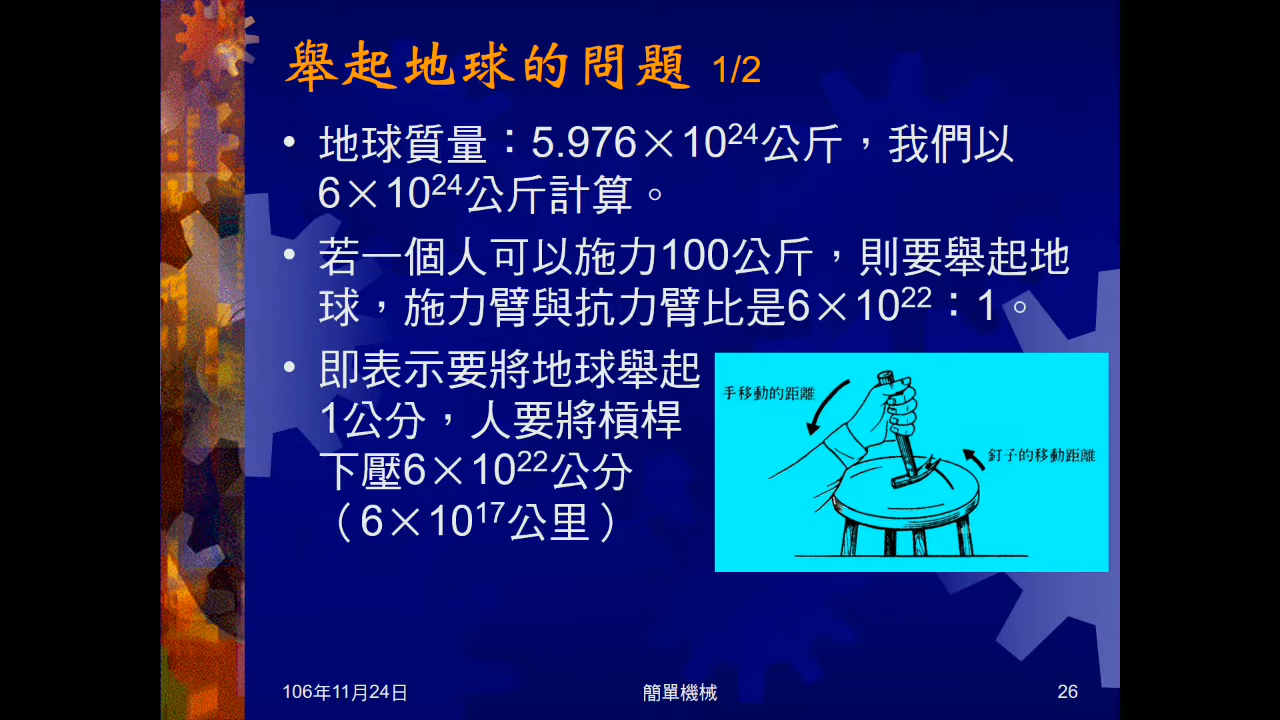 舉起地球的問題 1/2
• 地球質量：5.976×10²⁴公斤，我們以
6×10²⁴公斤計算。
• 若一個人可以施力100公斤，則要舉起地
球，施力臂與抗力臂比是6×10²²：1。
• 即表示要將地球舉起
1公分，人要將槓桿
下壓6×10²²公分
（6×10¹⁷公里）
手移動的距離
釘子的移動距離
106年11月24日
簡單機械
26